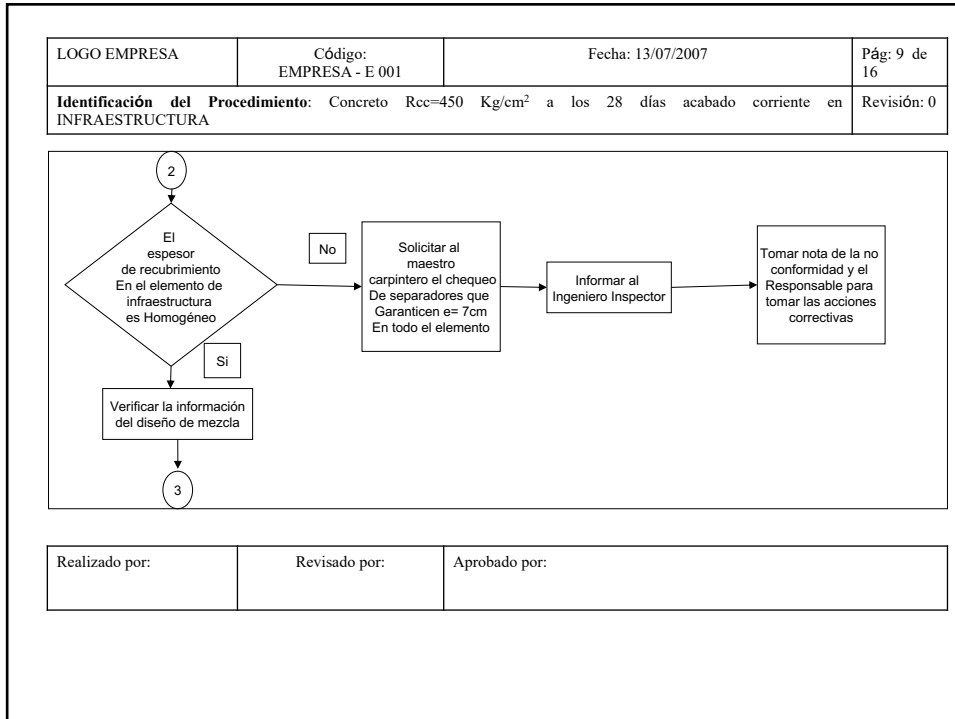 LOGO EMPRESA
Código:
EMPRESA - E 001
Fecha: 13/07/2007
Pág: 9 de
16
Identificación del Procedimiento: Concreto Rcc=450 Kg/cm² a los 28 días acabado corriente en
INFRAESTRUCTURA
Revisión: 0
2
El
espesor
de recubrimiento
En el elemento de
infraestructura
es Homogéneo
No
Solicitar al
maestro
carpintero el chequeo
De separadores que
Garanticen e= 7cm
En todo el elemento
Informar al
Ingeniero Inspector
Tomar nota de la no
conformidad y el
Responsable para
tomar las acciones
correctivas
Si
Verificar la información
del diseño de mezcla
3
Realizado por:
Revisado por:
Aprobado por: